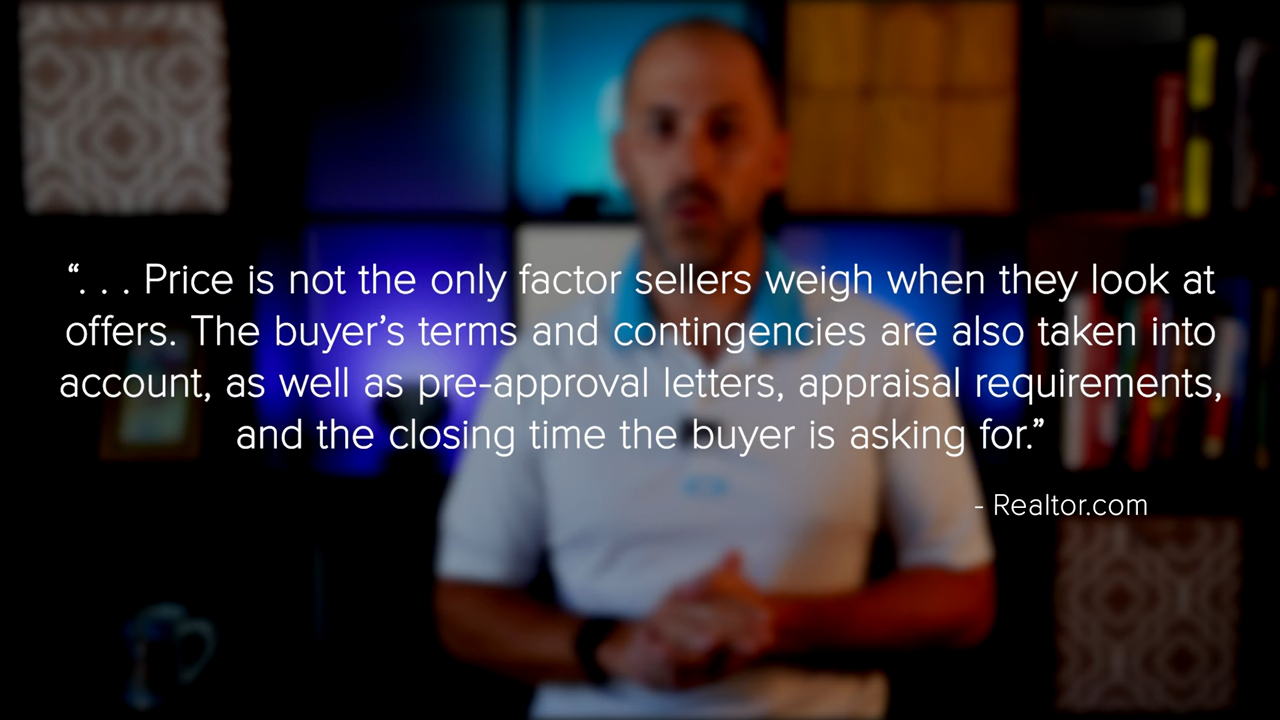 “. . . Price is not the only factor sellers weigh when they look at
offers. The buyer’s terms and contingencies are also taken into
account, as well as pre-approval letters, appraisal requirements,
and the closing time the buyer is asking for.”
- Realtor.com